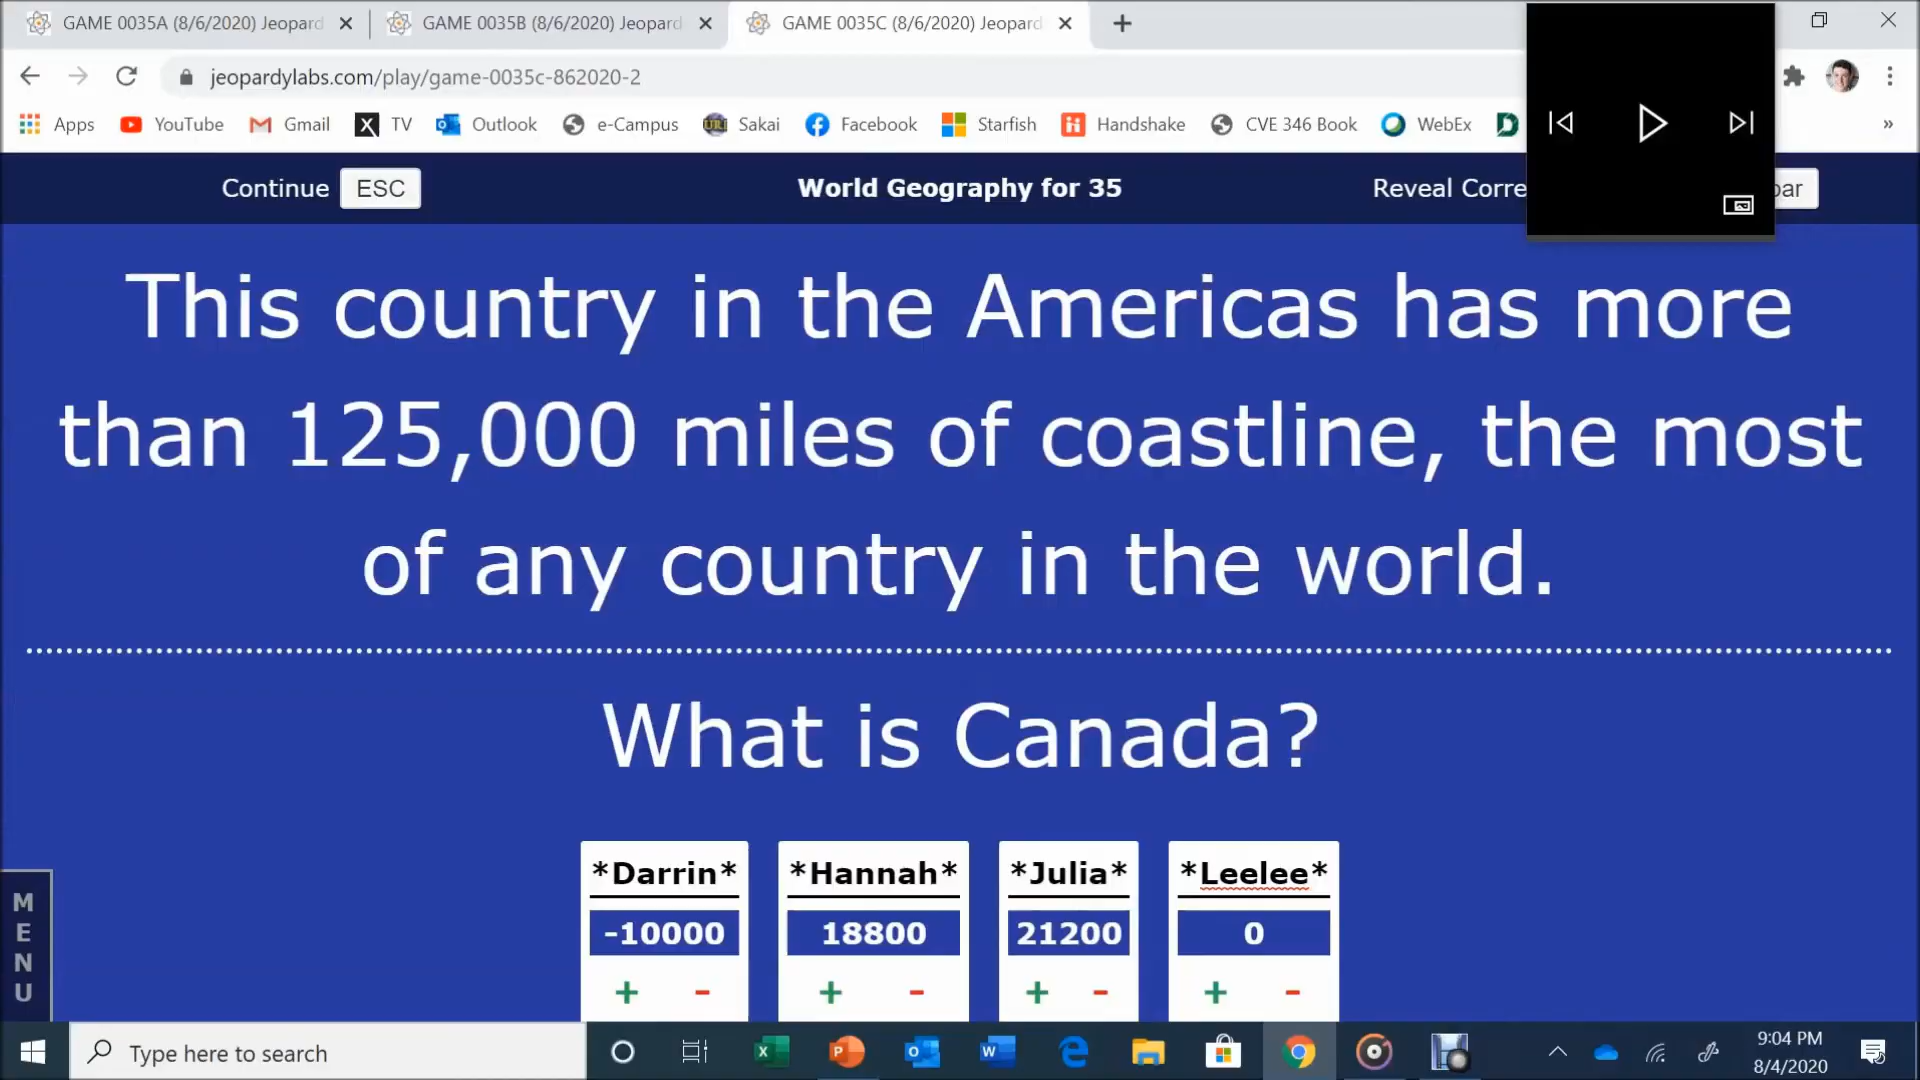 GAME 0035A (8/6/2020) Jeopard
GAME 0035B (8/6/2020) Jeopard
GAME 0035C (8/6/2020) Jeopard
jeopardylabs.com/play/game-0035c-862020-2
Apps YouTube Gmail TV Outlook e-Campus Sakai Facebook Starfish Handshake CVE 346 Book WebEx »
Continue ESC World Geography for 35 Reveal Corre bar
This country in the Americas has more
than 125,000 miles of coastline, the most
of any country in the world.
What is Canada?
MENU
*Darrin* *Hannah* *Julia* *Leelee*
-10000 18800 21200 0
+ - + - + - + -
Type here to search
9:04 PM
8/4/2020